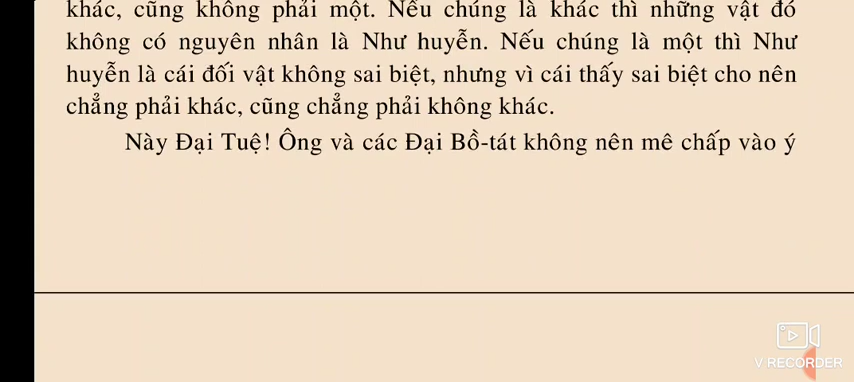 khác, cũng không phải một. Nếu chúng là khác thì những vật đó
không có nguyên nhân là Như huyễn. Nếu chúng là một thì Như
huyễn là cái đối vật không sai biệt, nhưng vì cái thấy sai biệt cho nên
chẳng phải khác, cũng chẳng phải không khác.
Này Đại Tuệ! Ông và các Đại Bồ-tát không nên mê chấp vào ý
V RECORDER